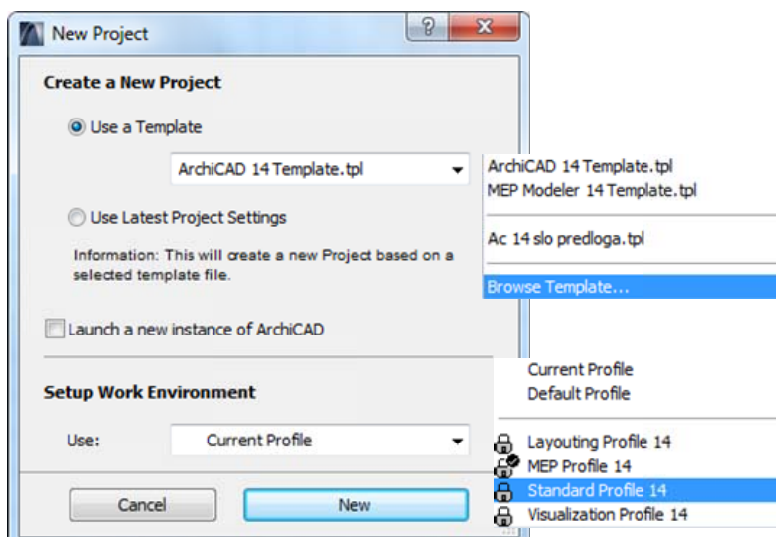 New Project
Create a New Project
Use a Template
ArchiCAD 14 Template.tpl
Use Latest Project Settings
Information: This will create a new Project based on a
selected template file.
Launch a new instance of ArchiCAD
Setup Work Environment
Use:
Current Profile
Cancel
New
ArchiCAD 14 Template.tpl
MEP Modeler 14 Template.tpl
Ac 14 slo predloga.tpl
Browse Template...
Current Profile
Default Profile
Layouting Profile 14
MEP Profile 14
Standard Profile 14
Visualization Profile 14